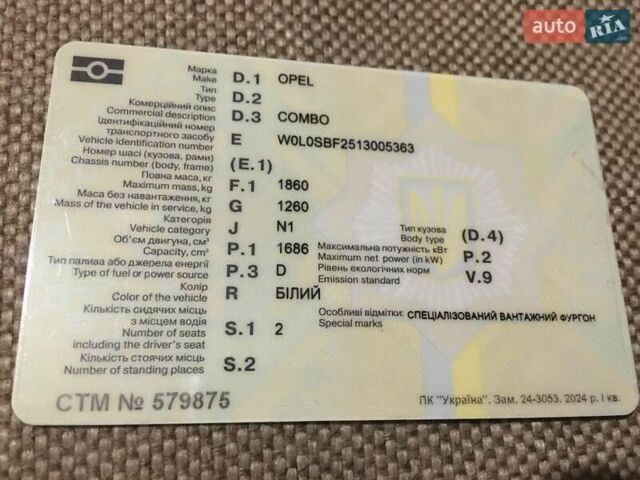 auto RIA .com
Марка
Make D.1 OPEL
Тип
Type D.2
Комерційний опис
Commercial description D.3 COMBO
Ідентифікаційний номер
транспортного засобу
Vehicle identification number E W0L0SBF2513005363
Номер шасі (кузова, рами)
Chassis number (body, frame) (E.1)
Повна маса, кг
Maximum mass, kg F.1 1860
Маса без навантаження, кг
Mass of the vehicle in service, kg G 1260
Категорія
Vehicle category J N1
Тип кузова
Body type (D.4)
Об'єм двигуна, см³
Capacity, cm³ P.1 1686
Максимальна потужність кВт
Maximum net power (in kW) P.2
Тип палива або джерела енергії
Type of fuel or power source P.3 D
Рівень екологічних норм
Emission standard V.9
Колір
Color of the vehicle R БІЛИЙ
Кількість сидячих місць
з місцем водія
Number of seats
including the driver's seat S.1 2
Особливі відмітки: СПЕЦІАЛІЗОВАНИЙ ВАНТАЖНИЙ ФУРГОН
Special marks
Кількість стоячих місць
Number of standing places S.2
СТМ № 579875
ПК "Україна". Зам. 24-3053. 2024 р. І кв.